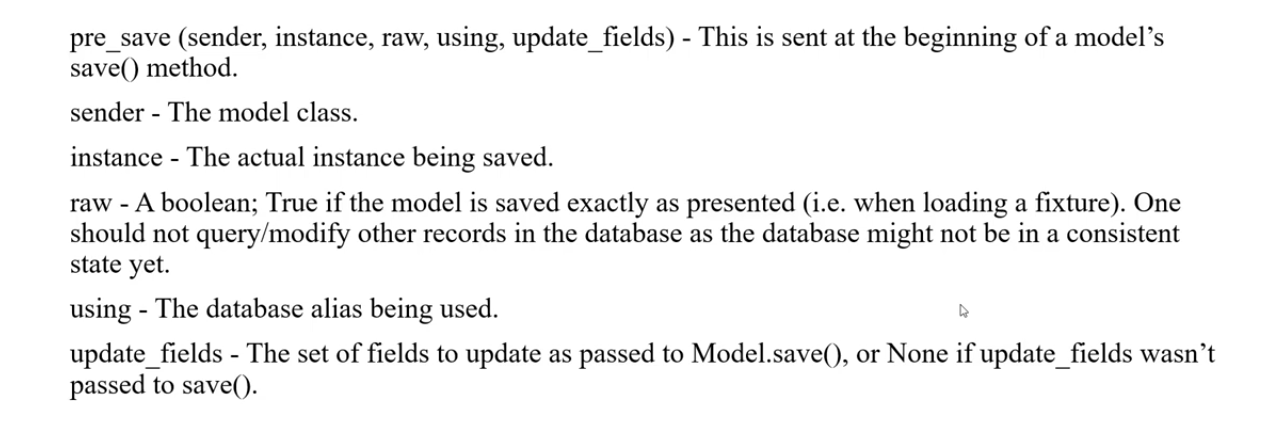 pre_save (sender, instance, raw, using, update_fields) - This is sent at the beginning of a model’s
save() method.
sender - The model class.
instance - The actual instance being saved.
raw - A boolean; True if the model is saved exactly as presented (i.e. when loading a fixture). One
should not query/modify other records in the database as the database might not be in a consistent
state yet.
using - The database alias being used.
update_fields - The set of fields to update as passed to Model.save(), or None if update_fields wasn’t
passed to save().